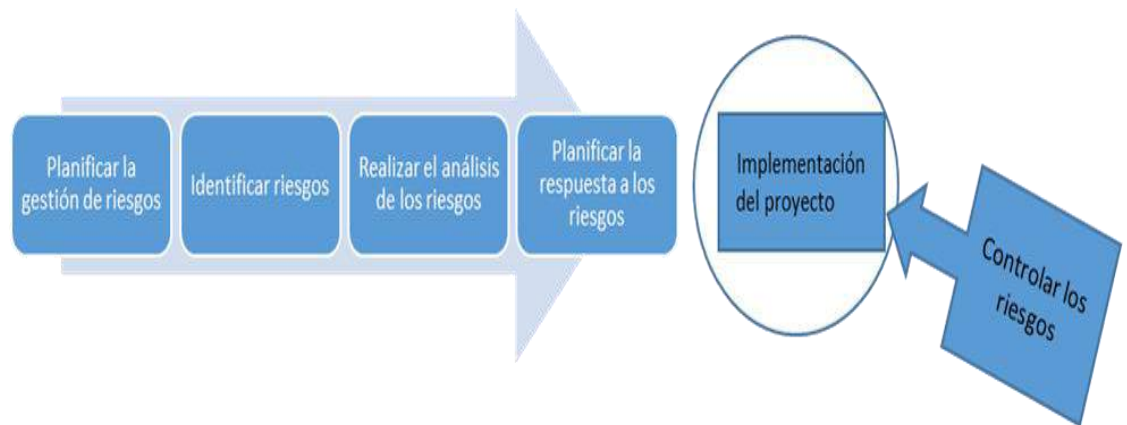 Planificar la
gestión de riesgos
Identificar riesgos
Realizar el análisis
de los riesgos
Planificar la
respuesta a los
riesgos
Implementación
del proyecto
Controlar los
riesgos